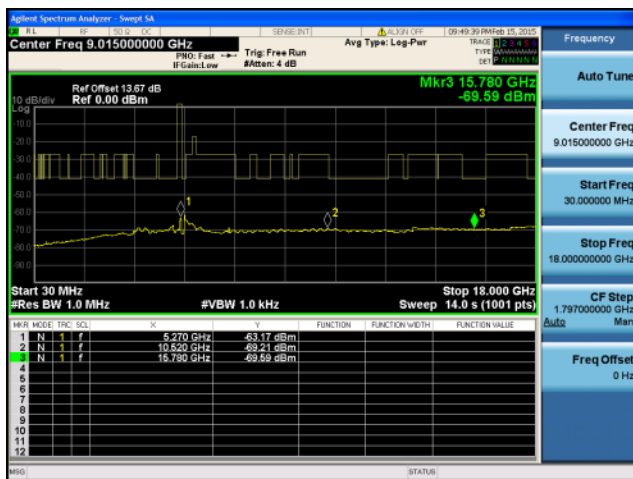 Agilent Spectrum Analyzer - Swept SA
RL RF 50 Ω DC SENSE:INT ALIGN OFF 09:49:39 PM Feb 15, 2015
Center Freq 9.015000000 GHz
PNO: Fast
IFGain:Low
Trig: Free Run
#Atten: 4 dB
Avg Type: Log-Pwr
TRACE 1 2 3 4 5 6
TYPE
DET P N N N N N
Mkr3 15.780 GHz
-69.59 dBm
Ref Offset 13.67 dB
10 dB/div Ref 0.00 dBm
Log
-10.0
-20.0
-30.0
-40.0
-50.0
-60.0
-70.0
-80.0
-90.0
1
2
3
Start 30 MHz Stop 18.000 GHz
#Res BW 1.0 MHz #VBW 1.0 kHz Sweep 14.0 s (1001 pts)
MKR MODE TRC SCL X Y FUNCTION FUNCTION WIDTH FUNCTION VALUE
1 N 1 f 5.270 GHz -63.17 dBm
2 N 1 f 10.520 GHz -69.21 dBm
3 N 1 f 15.780 GHz -69.59 dBm
4
5
6
7
8
9
10
11
12
MSG STATUS
Frequency
Auto Tune
Center Freq
9.015000000 GHz
Start Freq
30.000000 MHz
Stop Freq
18.000000000 GHz
CF Step
1.797000000 GHz
Auto Man
Freq Offset
0 Hz